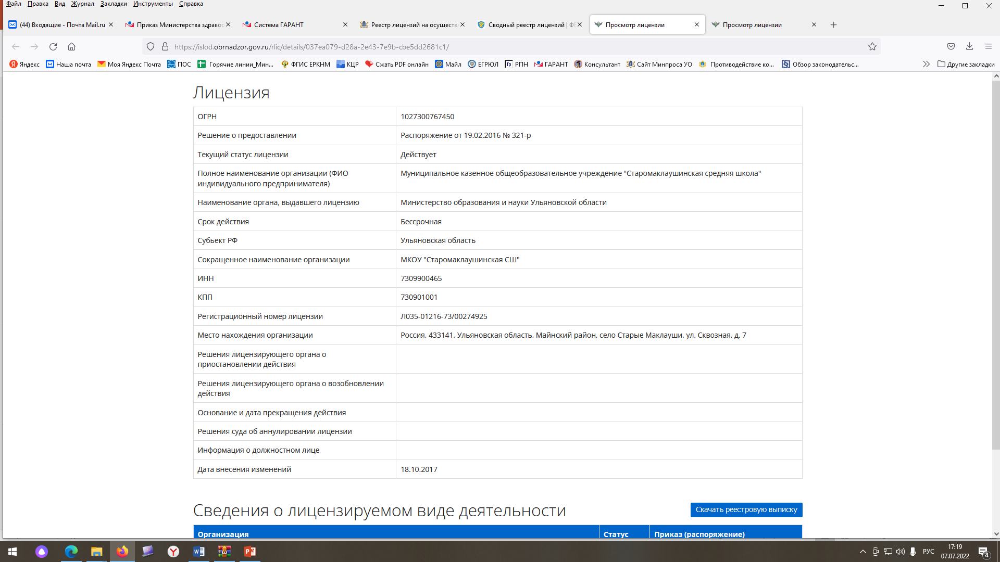 Файл Правка Вид Журнал Закладки Инструменты Справка
(44) Входящие - Почта Mail.ru
Приказ Министерства здравоо
Система ГАРАНТ
Реестр лицензий на осуществл
Сводный реестр лицензий | ФЕ
Просмотр лицензии
Просмотр лицензии
https://islod.obrnadzor.gov.ru/rlic/details/037ea079-d28a-2e43-7e9b-cbe5dd2681c1/
Яндекс Наша почта Моя Яндекс Почта ПОС Горячие линии_Мин... ФГИС ЕРКНМ КЦР Сжать PDF онлайн Майл ЕГРЮЛ РПН ГАРАНТ Консультант Сайт Минпроса УО Противодействие ко... Обзор законодательс... Другие закладки
Лицензия
ОГРН 1027300767450
Решение о предоставлении Распоряжение от 19.02.2016 № 321-р
Текущий статус лицензии Действует
Полное наименование организации (ФИО Муниципальное казенное общеобразовательное учреждение "Старомаклаушинская средняя школа"
индивидуального предпринимателя)
Наименование органа, выдавшего лицензию Министерство образования и науки Ульяновской области
Срок действия Бессрочная
Субъект РФ Ульяновская область
Сокращенное наименование организации МКОУ "Старомаклаушинская СШ"
ИНН 7309900465
КПП 730901001
Регистрационный номер лицензии Л035-01216-73/00274925
Место нахождения организации Россия, 433141, Ульяновская область, Майнский район, село Старые Маклауши, ул. Сквозная, д. 7
Решения лицензирующего органа о
приостановлении действия
Решения лицензирующего органа о возобновлении
действия
Основание и дата прекращения действия
Решения суда об аннулировании лицензии
Информация о должностном лице
Дата внесения изменений 18.10.2017
Сведения о лицензируемом виде деятельности Скачать реестровую выписку
Организация Статус Приказ (распоряжение)
РУС
17:19
07.07.2022
4